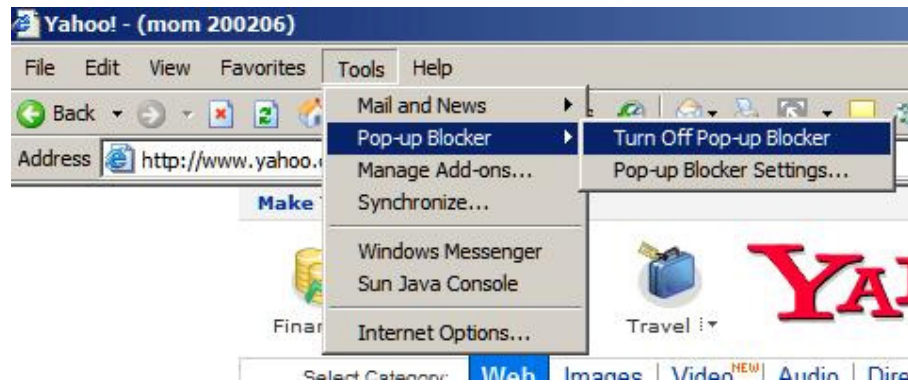 Yahoo! - (mom 200206)
File Edit View Favorites Tools Help
Back
Mail and News
Pop-up Blocker
Turn Off Pop-up Blocker
Address http://www.yahoo.
Manage Add-ons...
Pop-up Blocker Settings...
Make
Synchronize...
Windows Messenger
Sun Java Console
Travel
Internet Options...
Select Category: Web Images Video NEW Audio